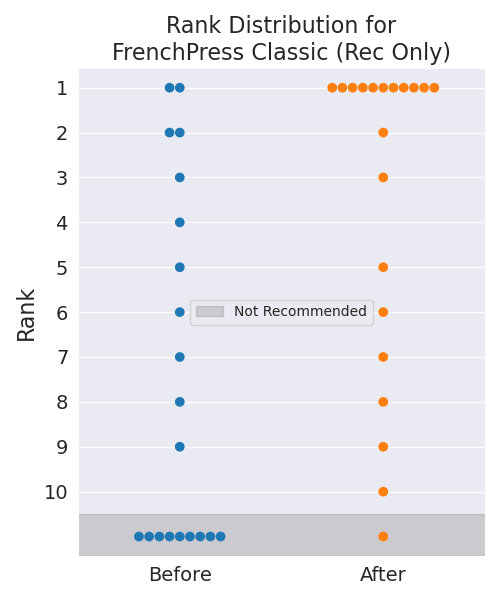 Rank Distribution for
FrenchPress Classic (Rec Only)
Rank
1
2
3
4
5
6
7
8
9
10
Not Recommended
Before
After